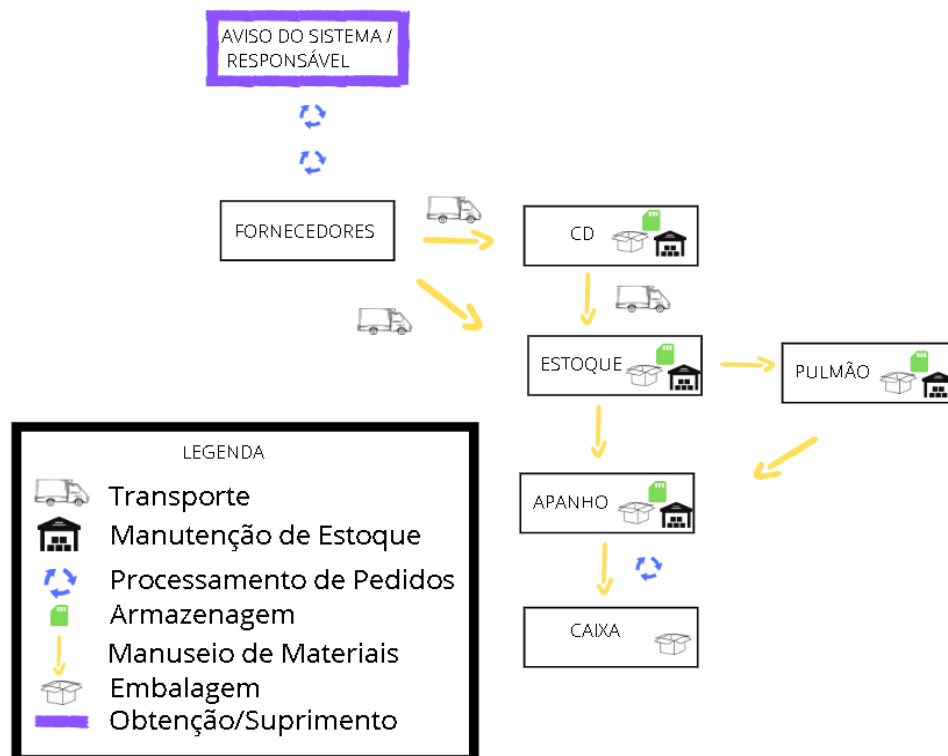 AVISO DO SISTEMA /
RESPONSÁVEL
FORNECEDORES
CD
ESTOQUE
PULMÃO
APANHO
CAIXA
LEGENDA
Transporte
Manutenção de Estoque
Processamento de Pedidos
Armazenagem
Manuseio de Materiais
Embalagem
Obtenção/Suprimento